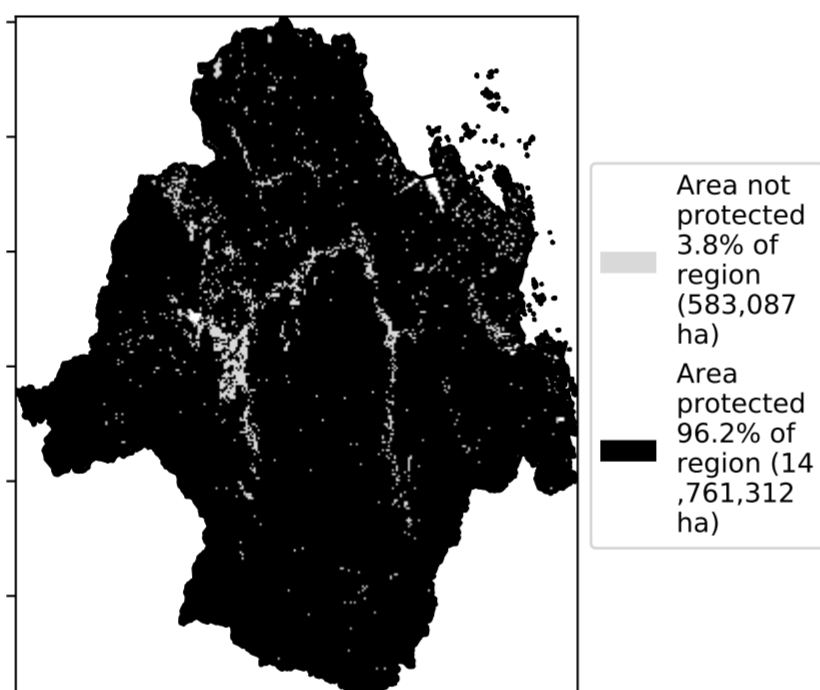 Area not
protected
3.8% of
region
(583,087
ha)
Area
protected
96.2% of
region (14
,761,312
ha)